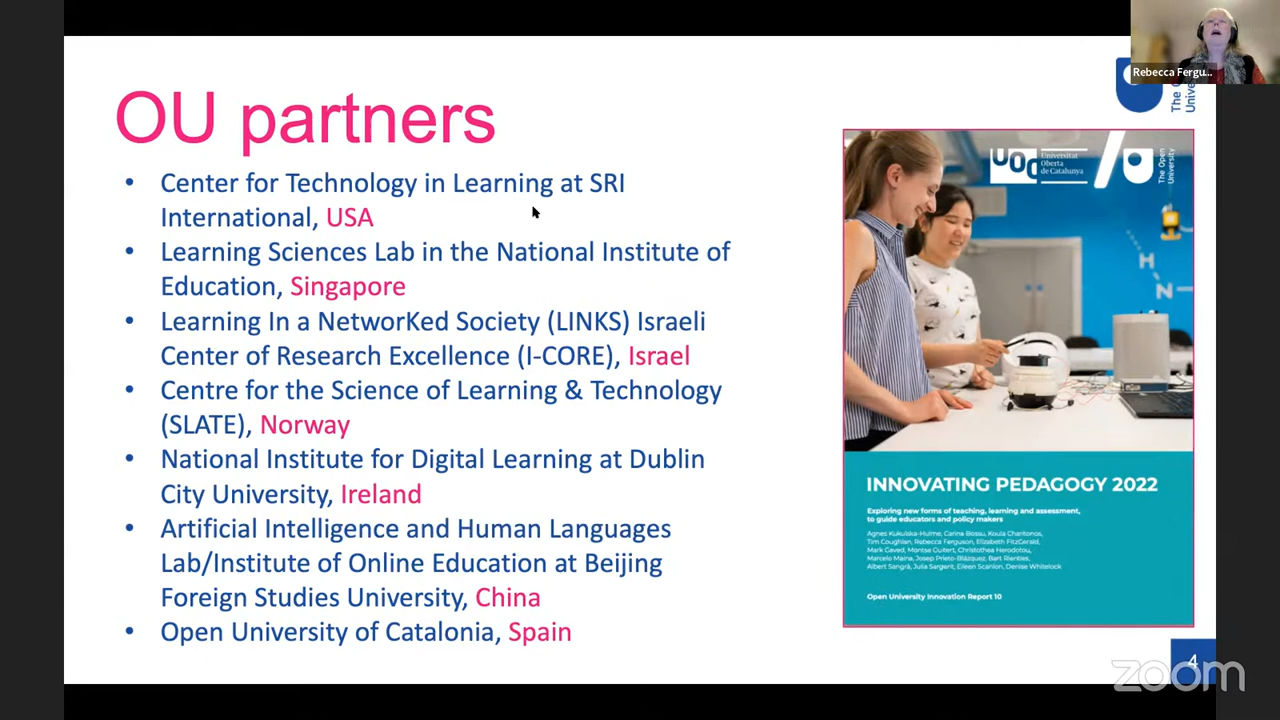 Rebecca Fergu...
OU partners
• Center for Technology in Learning at SRI
International, USA
• Learning Sciences Lab in the National Institute of
Education, Singapore
• Learning In a NetworKed Society (LINKS) Israeli
Center of Research Excellence (I-CORE), Israel
• Centre for the Science of Learning & Technology
(SLATE), Norway
• National Institute for Digital Learning at Dublin
City University, Ireland
• Artificial Intelligence and Human Languages
Lab/Institute of Online Education at Beijing
Foreign Studies University, China
• Open University of Catalonia, Spain
UOC
Universitat
Oberta
de Catalunya
The Open
University
H
N
INNOVATING PEDAGOGY 2022
Exploring new forms of teaching, learning and assessment,
to guide educators and policy makers
Agnes Kukulska-Hulme, Carina Bossu, Koula Charitonos,
Tim Coughlan, Rebecca Ferguson, Elizabeth FitzGerald,
Mark Gaved, Montse Guitert, Christothea Herodotou,
Marcelo Maina, Josep Prieto-Blázquez, Bart Rienties,
Albert Sangrà, Julia Sargent, Eileen Scanlon, Denise Whitelock
Open University Innovation Report 10
4
zoom